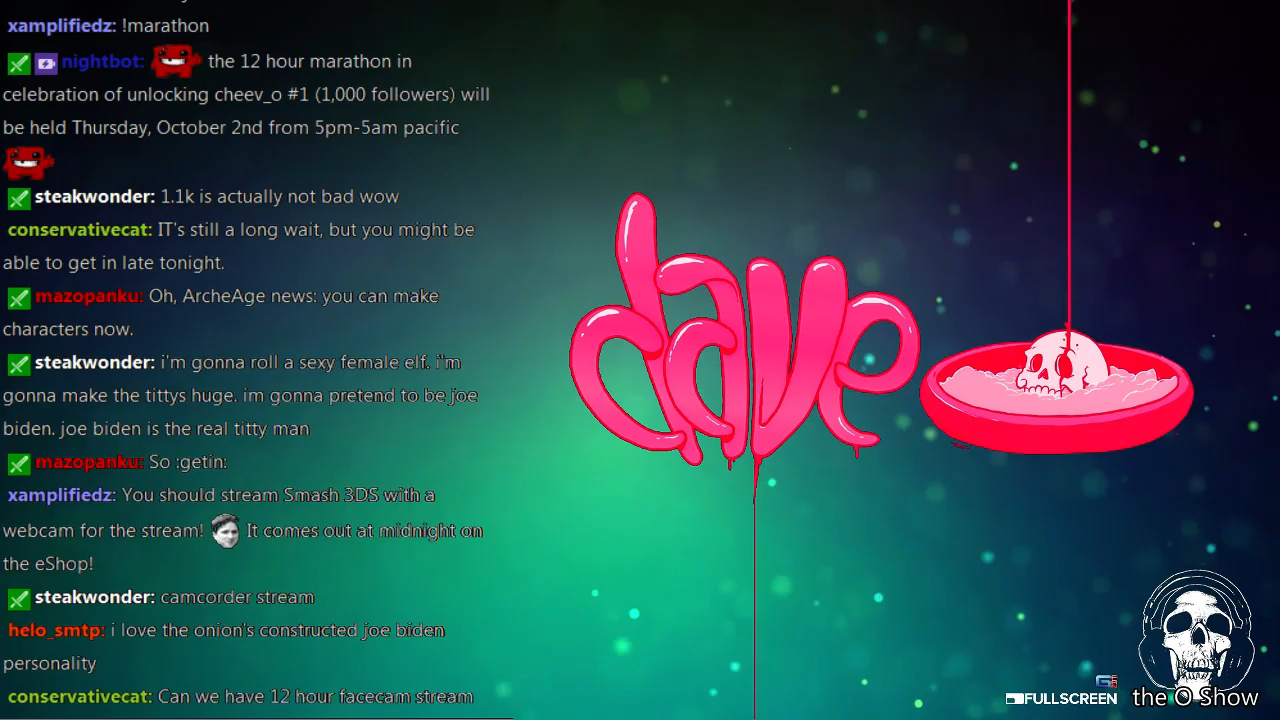 xamplifiedz: !marathon
nightbot: the 12 hour marathon in
celebration of unlocking cheev_o #1 (1,000 followers) will
be held Thursday, October 2nd from 5pm-5am pacific
steakwonder: 1.1k is actually not bad wow
conservativecat: IT's still a long wait, but you might be
able to get in late tonight.
mazopanku: Oh, ArcheAge news: you can make
characters now.
steakwonder: i'm gonna roll a sexy female elf. i'm
gonna make the tittys huge. im gonna pretend to be joe
biden. joe biden is the real titty man
mazopanku: So :getin:
xamplifiedz: You should stream Smash 3DS with a
webcam for the stream! It comes out at midnight on
the eShop!
steakwonder: camcorder stream
helo_smtp: i love the onion's constructed joe biden
personality
conservativecat: Can we have 12 hour facecam stream
dave
FULLSCREEN
the O Show